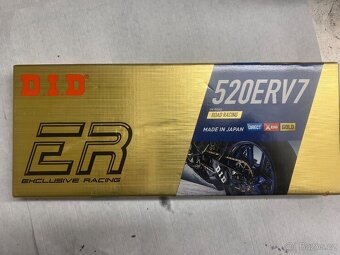 D.I.D
520ERV7
ROAD RACING
MADE IN JAPAN
GOLD
ER
EXCLUSIVE RACING
D.I.D